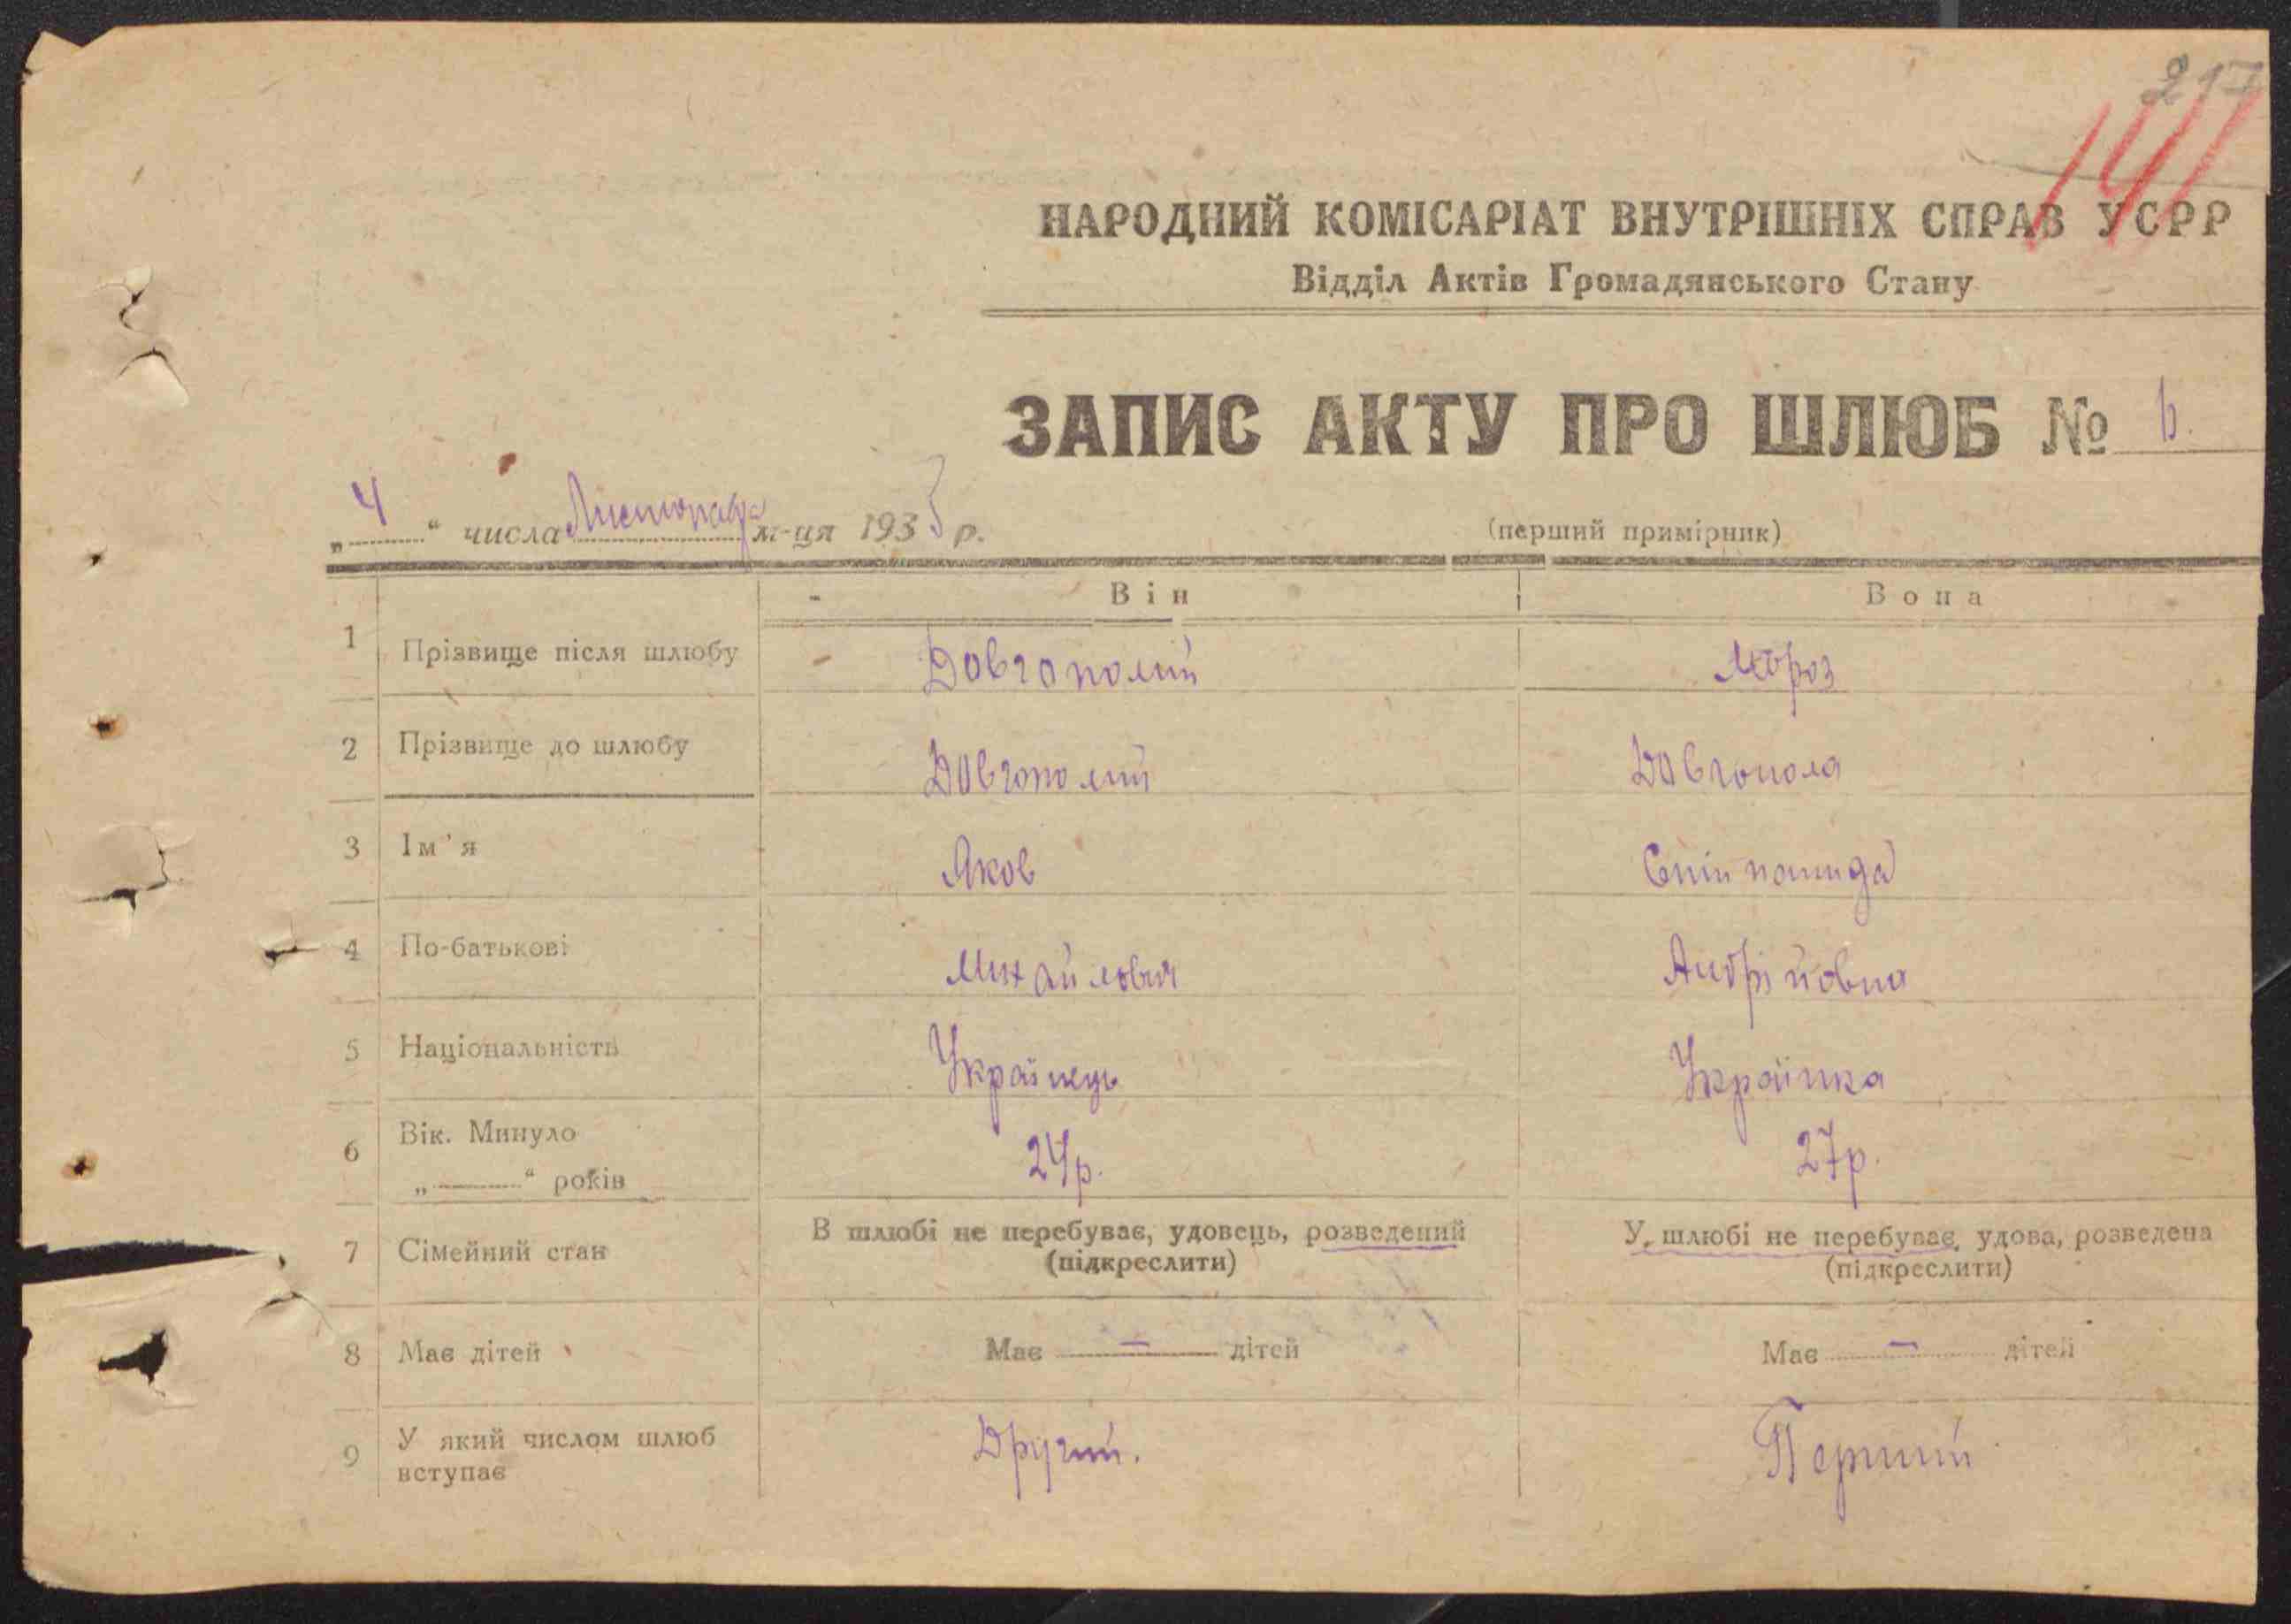 217
НАРОДНИЙ КОМІСАРІАТ ВНУТРІШНІХ СПРАВ УСРР
Відділ Актів Громадянського Стану
ЗАПИС АКТУ ПРО ШЛЮБ № 6.
„ 4 “ числа Листопада м-ця 1935 р.
(перший примірник)
Він Вона
1 Прізвище після шлюбу Довгополий Мороз
2 Прізвище до шлюбу Довгополий Довгопола
3 Ім'я Яков
4 По-батькові Михайлович Андрійовна
5 Національність Українець Українка
6 Вік. Минуло 24р. 27р.
„ “ років
7 Сімейний стан В шлюбі не перебуває, удовець, розведений У шлюбі не перебуває, удова, розведена
(підкреслити) (підкреслити)
8 Має дітей Має — дітей Має — дітей
9 У який числом шлюб Другий. Перший
вступає